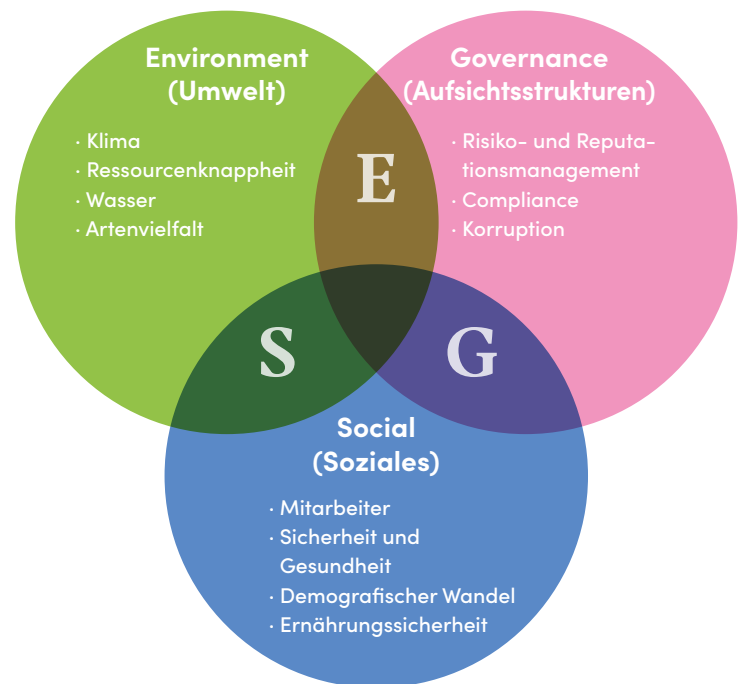 Environment
(Umwelt)
· Klima
· Ressourcenknappheit
· Wasser
· Artenvielfalt
Governance
(Aufsichtsstrukturen)
· Risiko- und Reputa-
tionsmanagement
· Compliance
· Korruption
E
S
G
Social
(Soziales)
· Mitarbeiter
· Sicherheit und
Gesundheit
· Demografischer Wandel
· Ernährungssicherheit